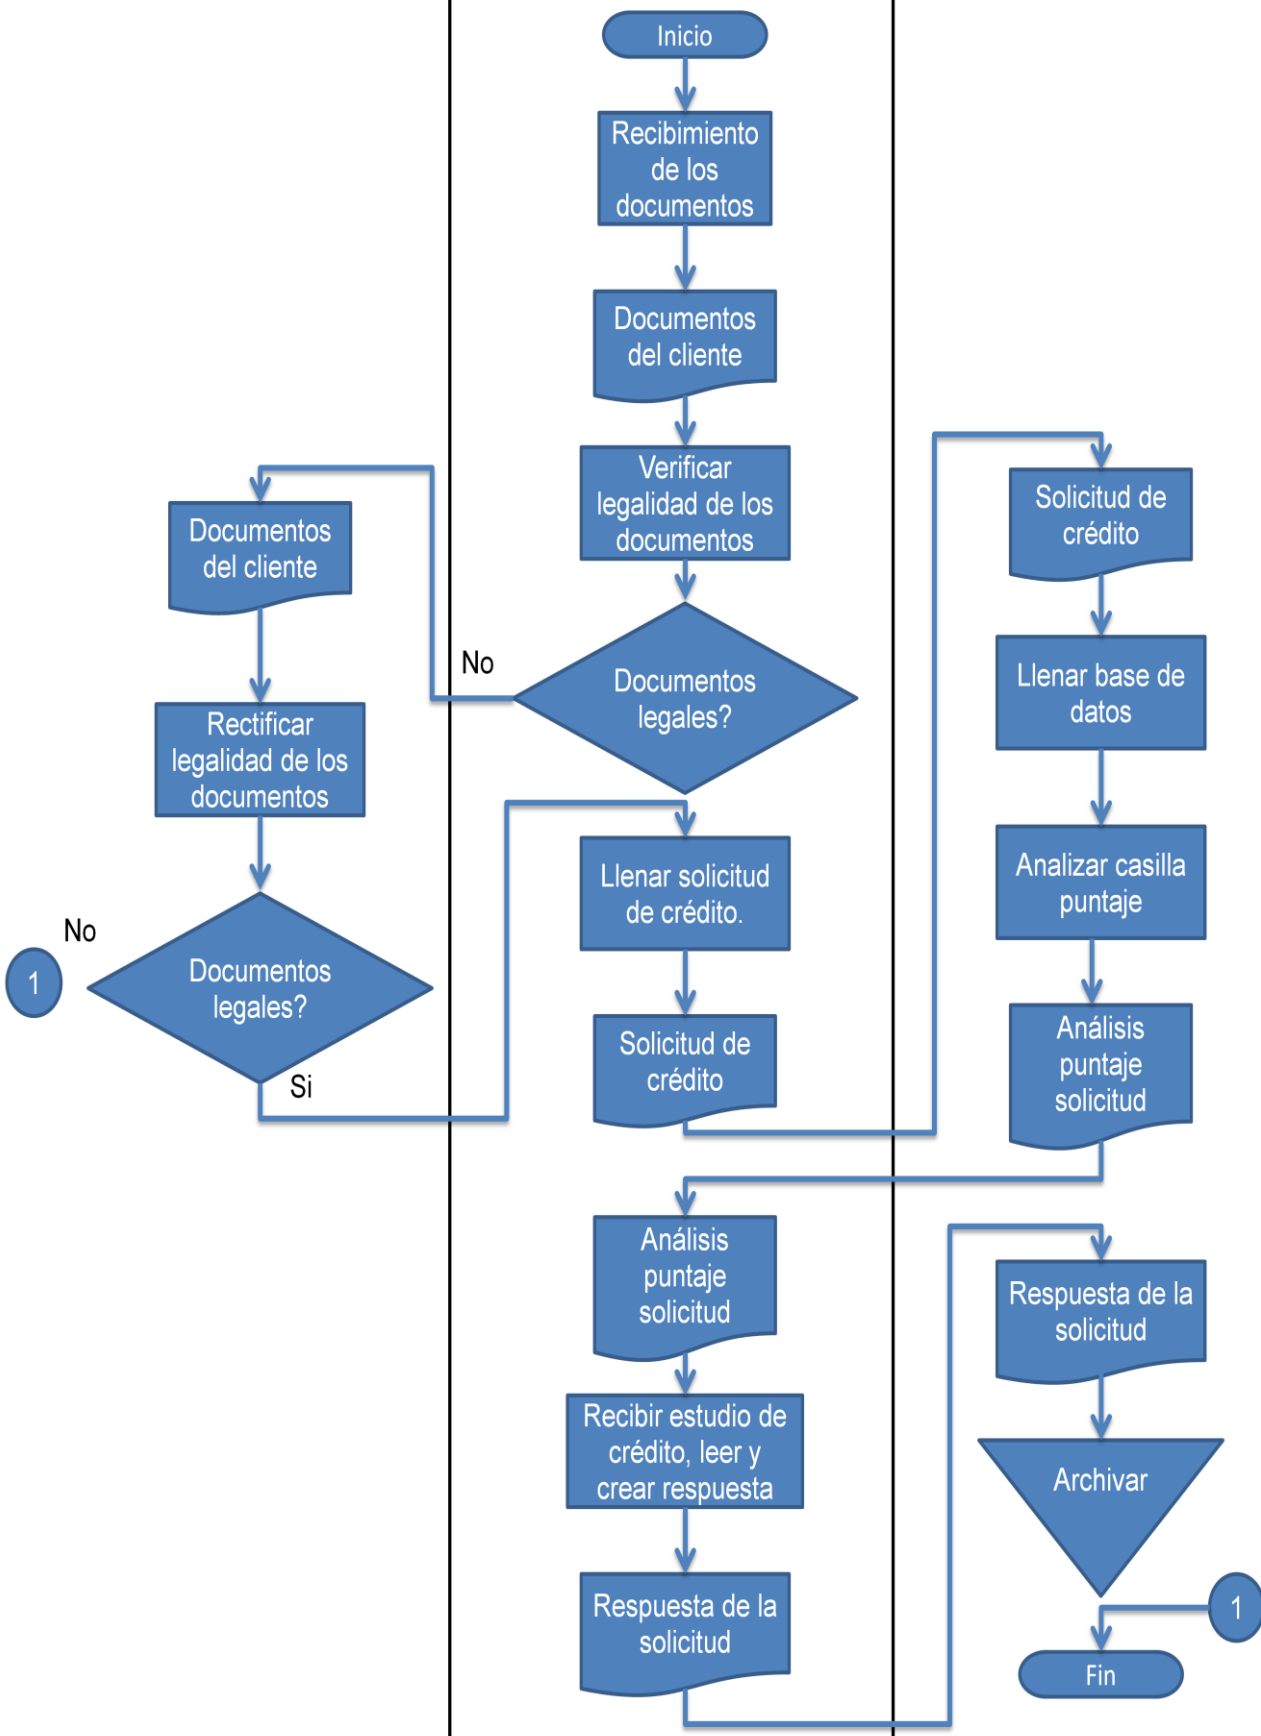 Inicio
Recibimiento
de los
documentos
Documentos
del cliente
Verificar
legalidad de los
documentos
Documentos
legales?
No
Documentos
del cliente
Rectificar
legalidad de los
documentos
Documentos
legales?
No
1
Si
Llenar solicitud
de crédito.
Solicitud de
crédito
Solicitud de
crédito
Llenar base de
datos
Analizar casilla
puntaje
Análisis
puntaje
solicitud
Análisis
puntaje
solicitud
Recibir estudio de
crédito, leer y
crear respuesta
Respuesta de la
solicitud
Respuesta de la
solicitud
Archivar
1
Fin